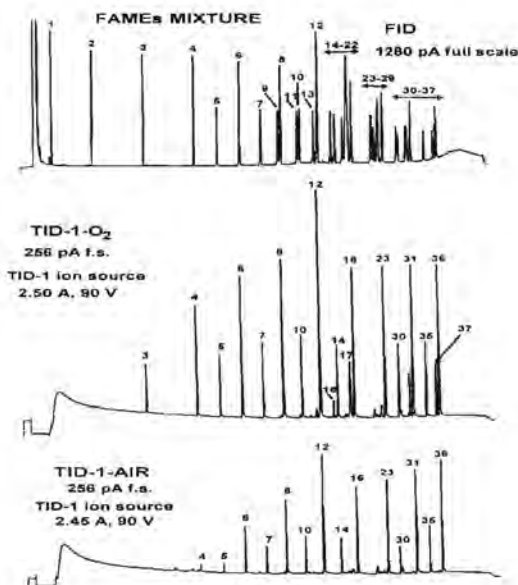 FAMEs MIXTURE
FID
1280 pA full scale
1 2 3 4 5 6 7 8 9 10 11 12 13 14-22 23-29 30-37
TID-1-O₂
256 pA f.s.
TID-1 ion source
2.50 A, 90 V
3 4 5 6 7 8 10 12 14 16 17 18 23 30 31 35 36 37
TID-1-AIR
256 pA f.s.
TID-1 ion source
2.45 A, 90 V
4 5 6 7 8 10 12 14 16 23 30 31 35 36